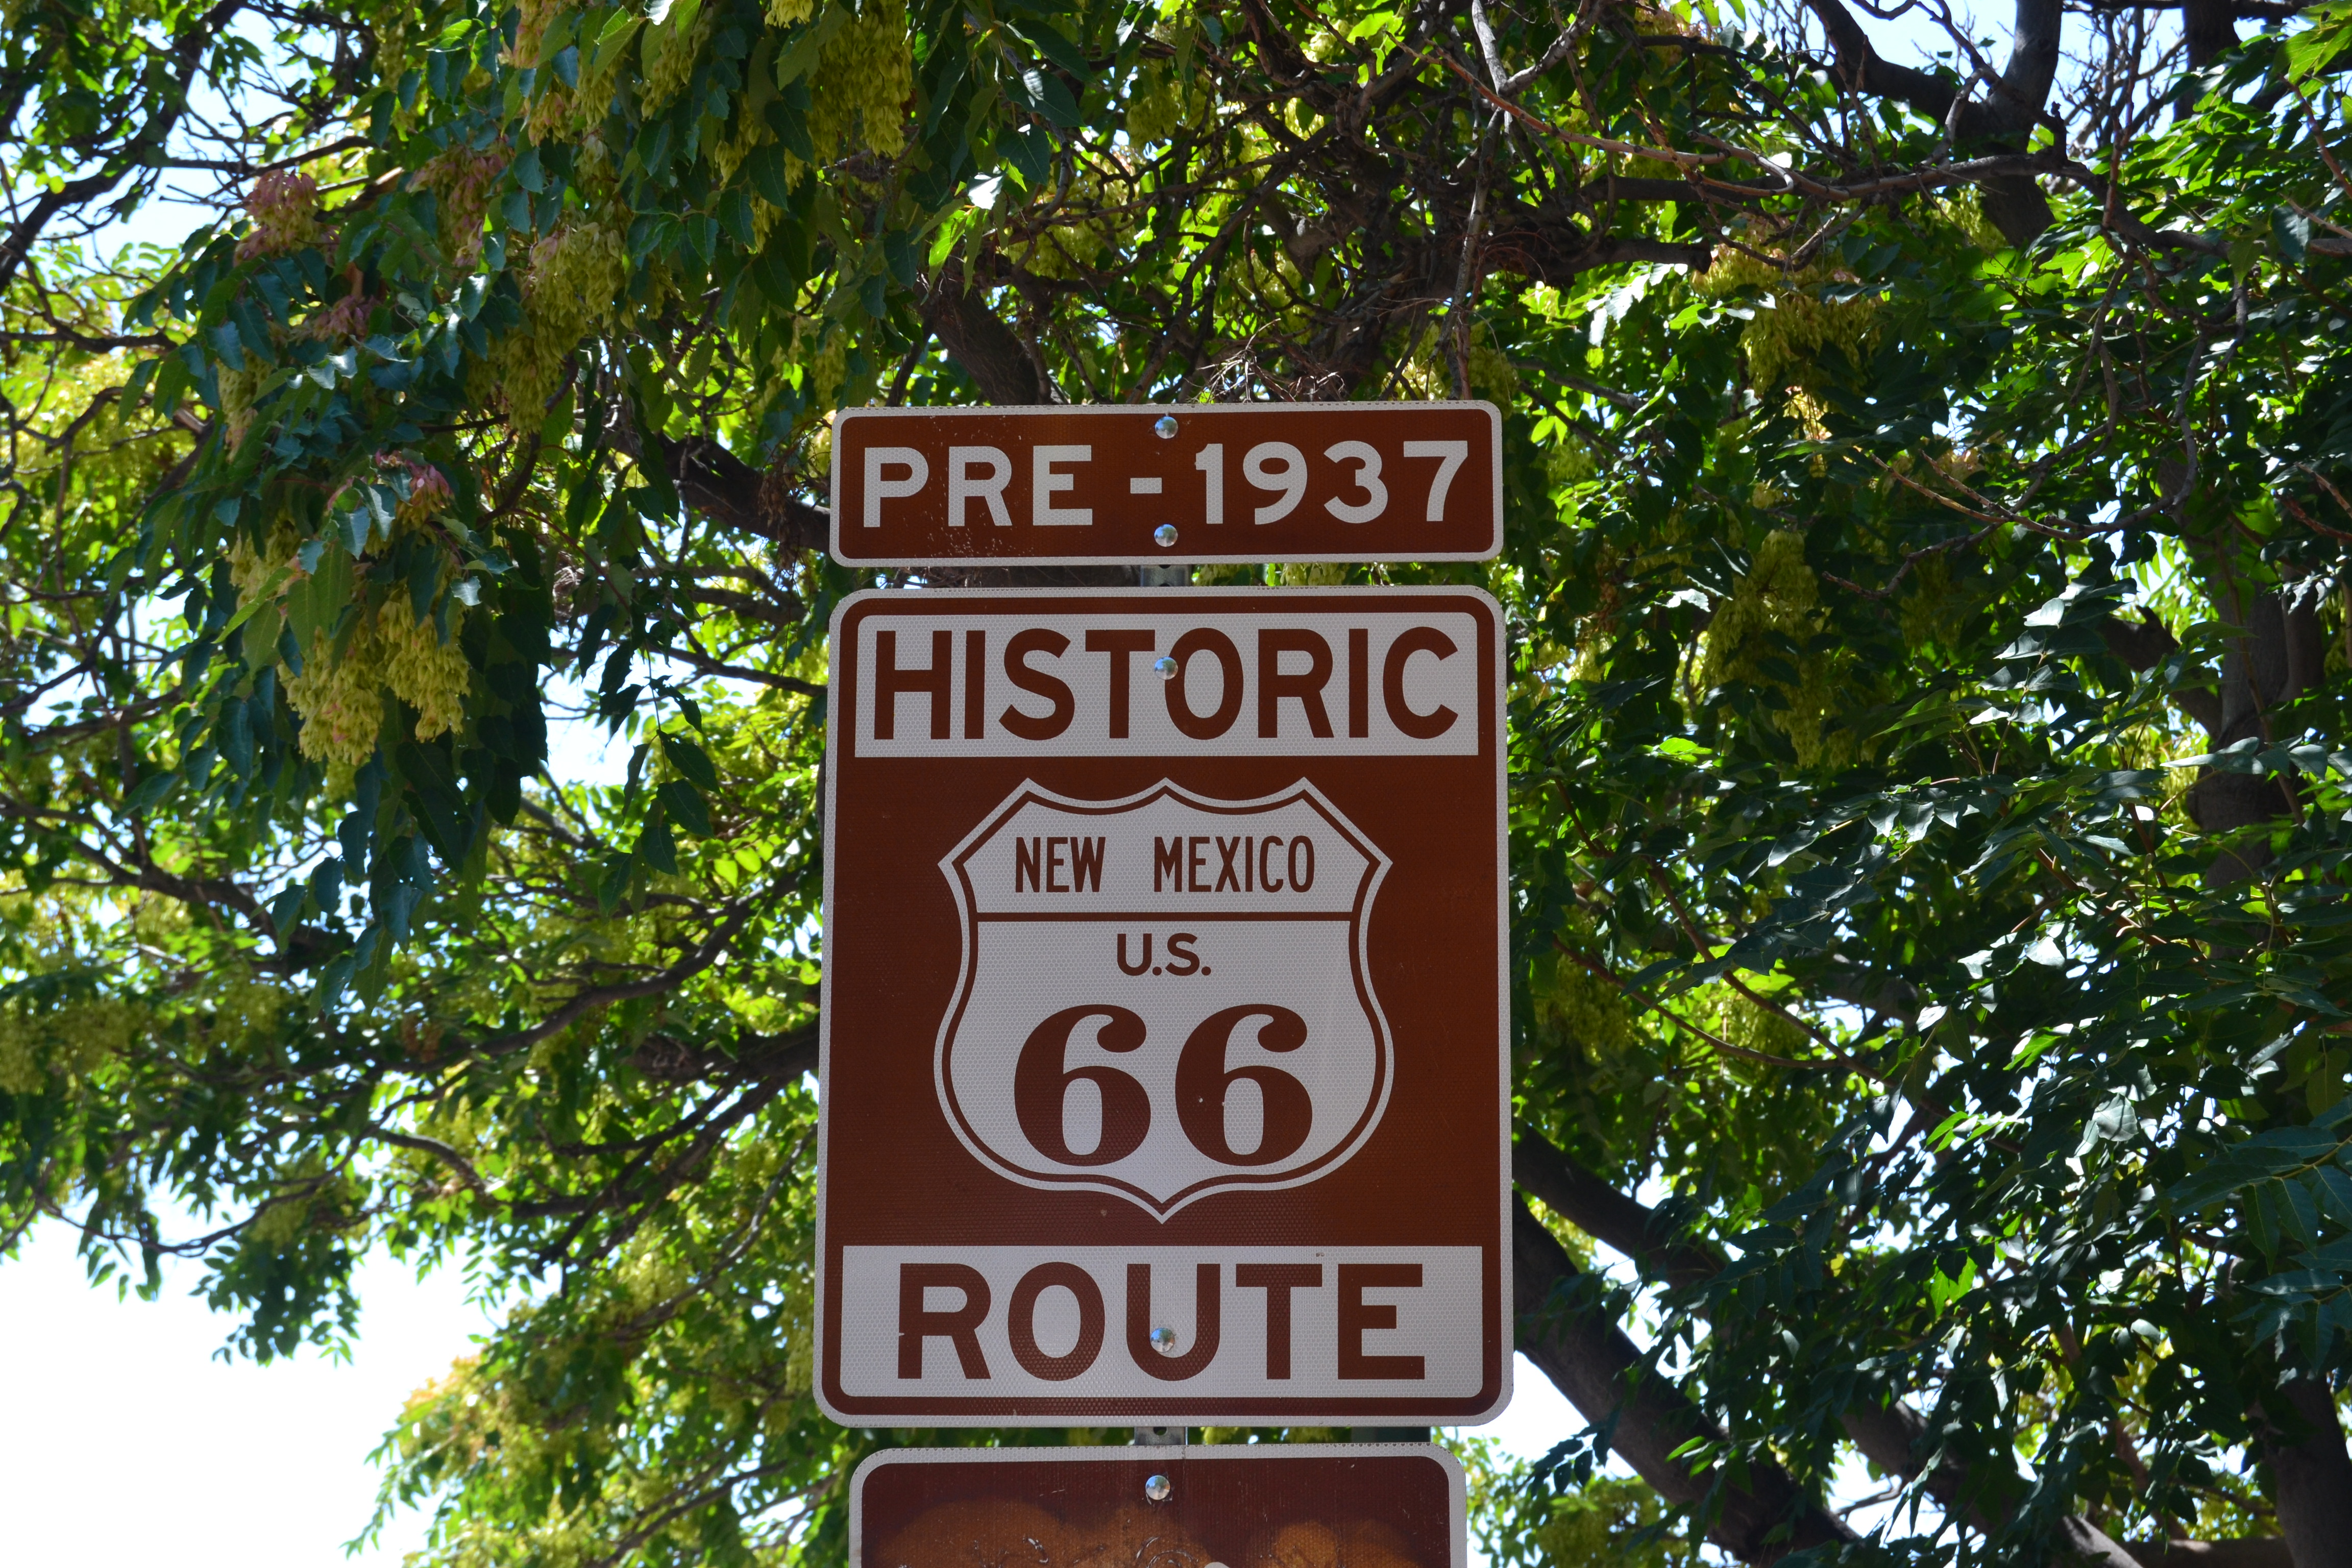 PRE - 1937
HISTORIC
NEW MEXICO
U.S.
66
ROUTE